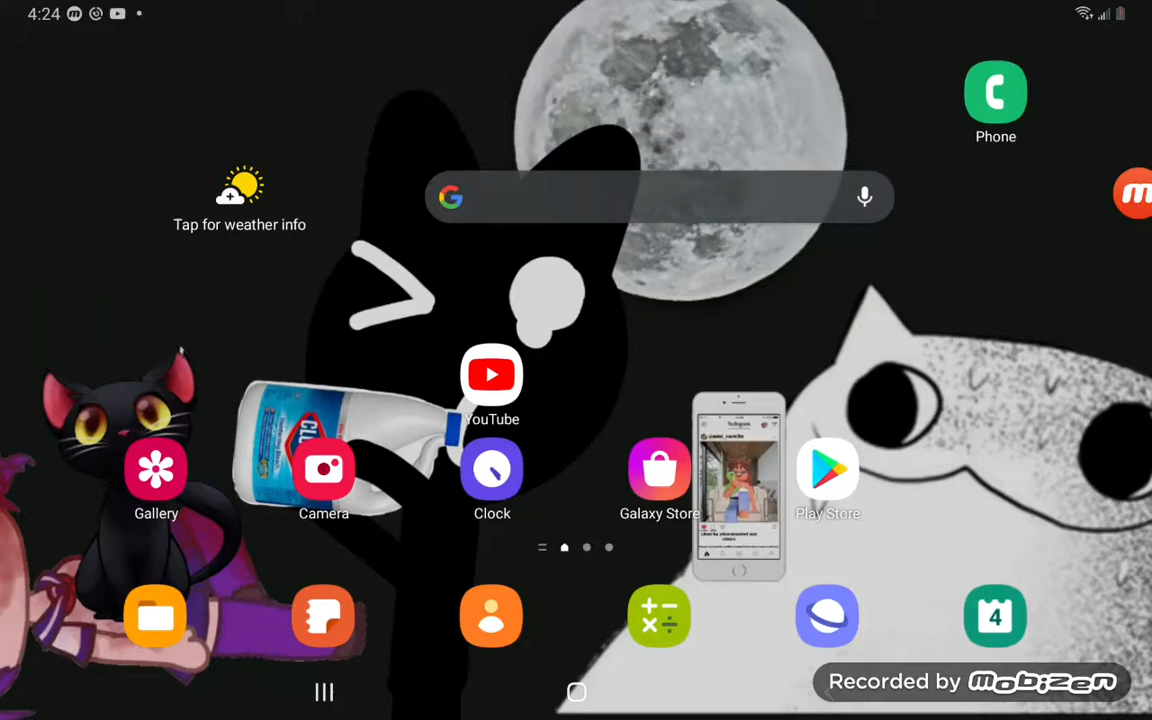 4:24
Phone
Tap for weather info
YouTube
CLO
Gallery
Camera
Clock
Galaxy Store
Play Store
4
Recorded by mobizen